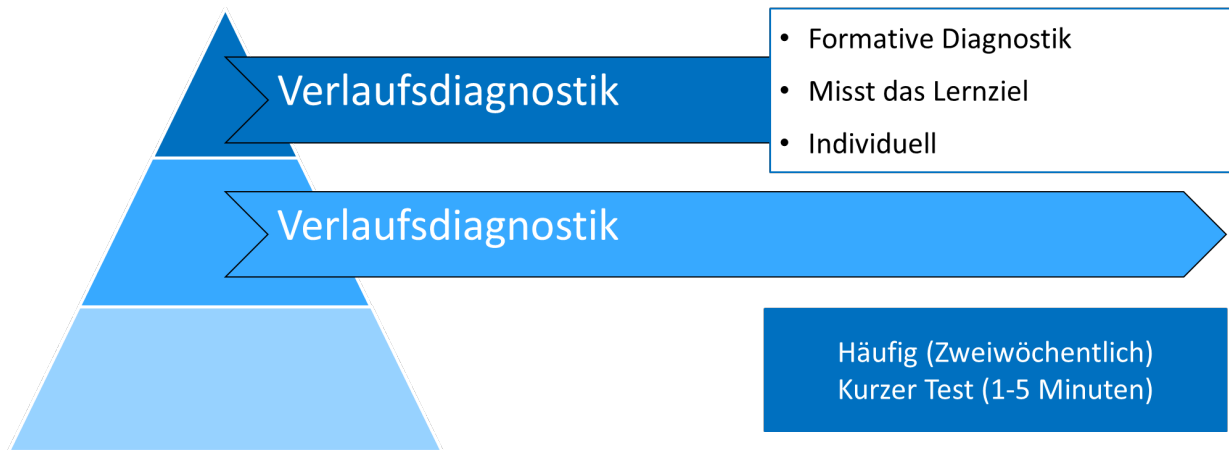 Verlaufsdiagnostik
• Formative Diagnostik
• Misst das Lernziel
• Individuell
Verlaufsdiagnostik
Häufig (Zweiwöchentlich)
Kurzer Test (1-5 Minuten)